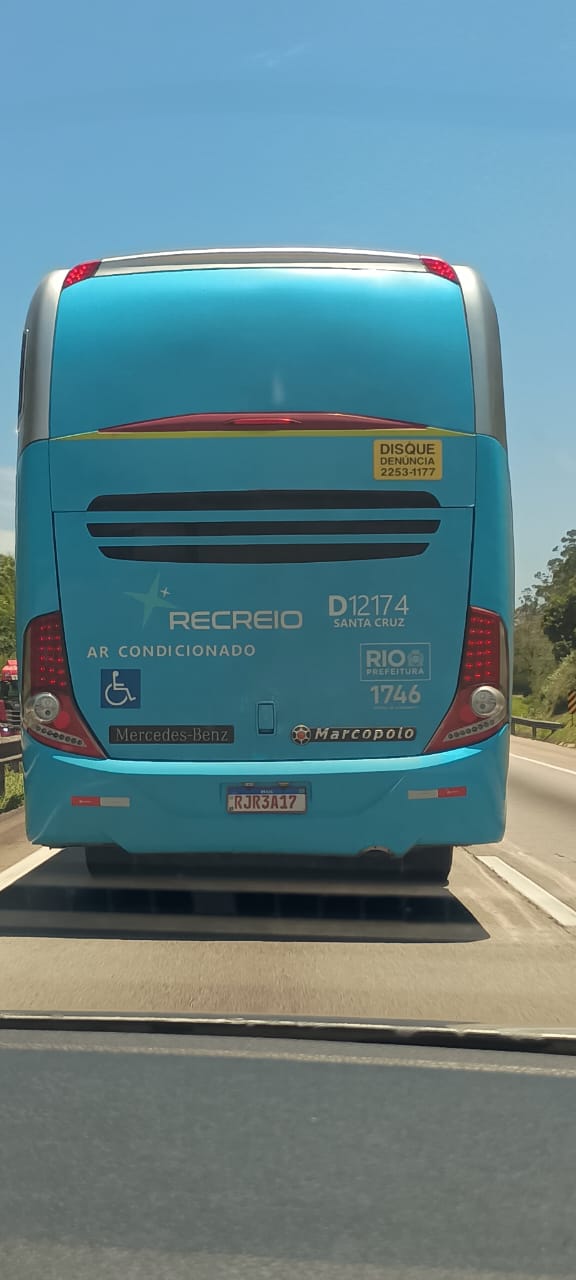 DISQUE
DENÚNCIA
2253-1177
RECREIO
D12174
SANTA CRUZ
AR CONDICIONADO
RIO
PREFEITURA
1746
Mercedes-Benz
Marcopolo
RJR3A17